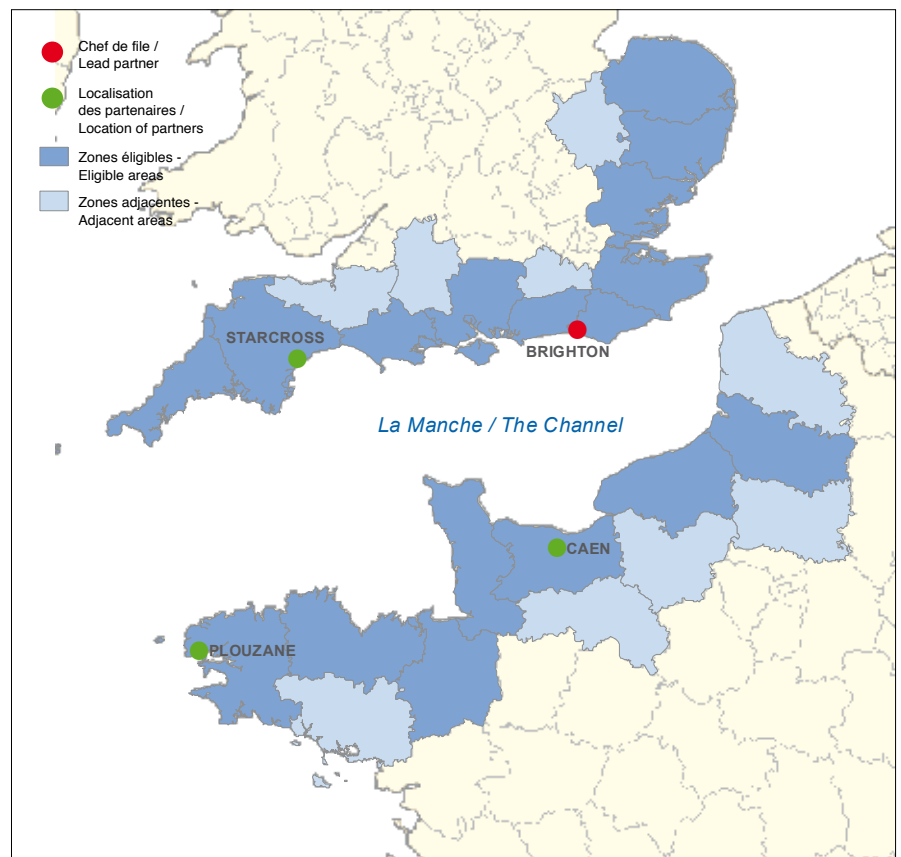 Chef de file /
Lead partner
Localisation
des partenaires /
Location of partners
Zones éligibles -
Eligible areas
Zones adjacentes -
Adjacent areas
STARCROSS
BRIGHTON
La Manche / The Channel
CAEN
PLOUZANE